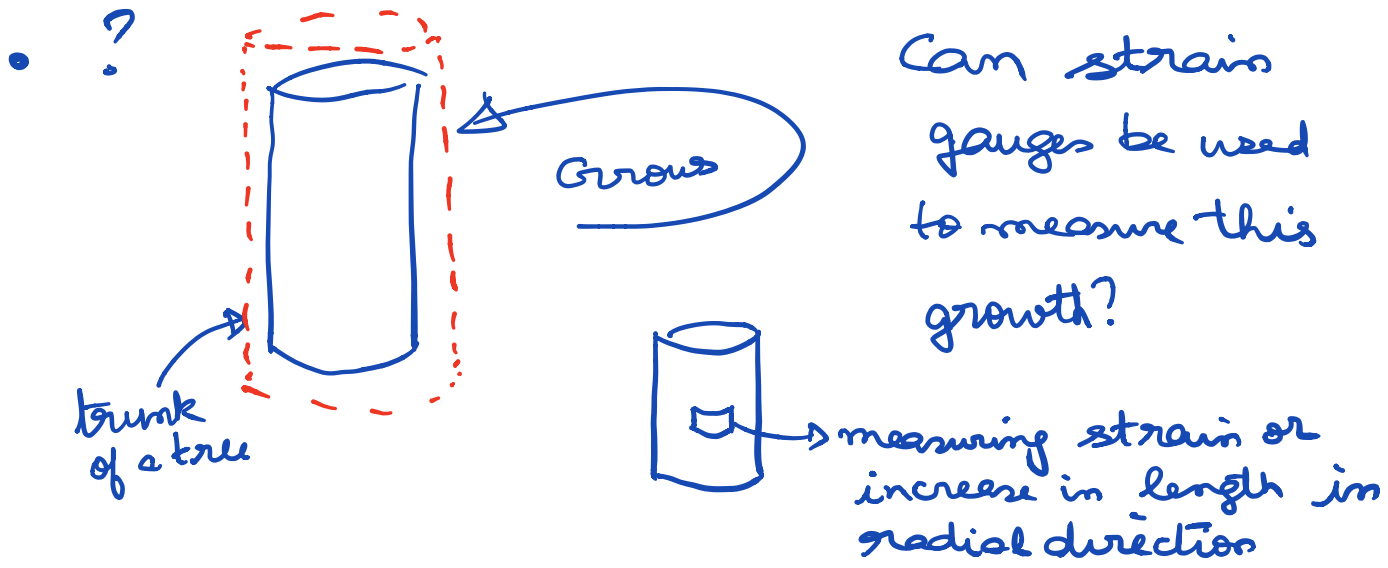 • ?
Can strain
gauges be used
to measure this
growth?
Grows
trunk
of a tree
measuring strain or
increase in length in
radial direction